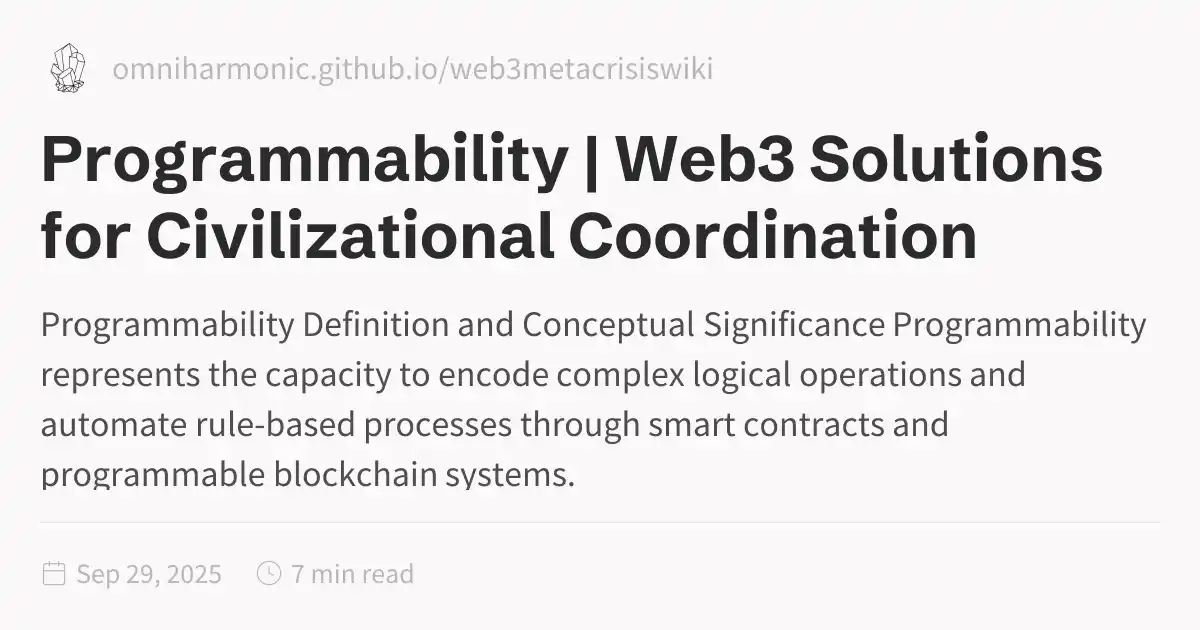 omniharmonic.github.io/web3metacrisiswiki
Programmability | Web3 Solutions
for Civilizational Coordination
Programmability Definition and Conceptual Significance Programmability
represents the capacity to encode complex logical operations and
automate rule-based processes through smart contracts and
programmable blockchain systems.
Sep 29, 2025 7 min read